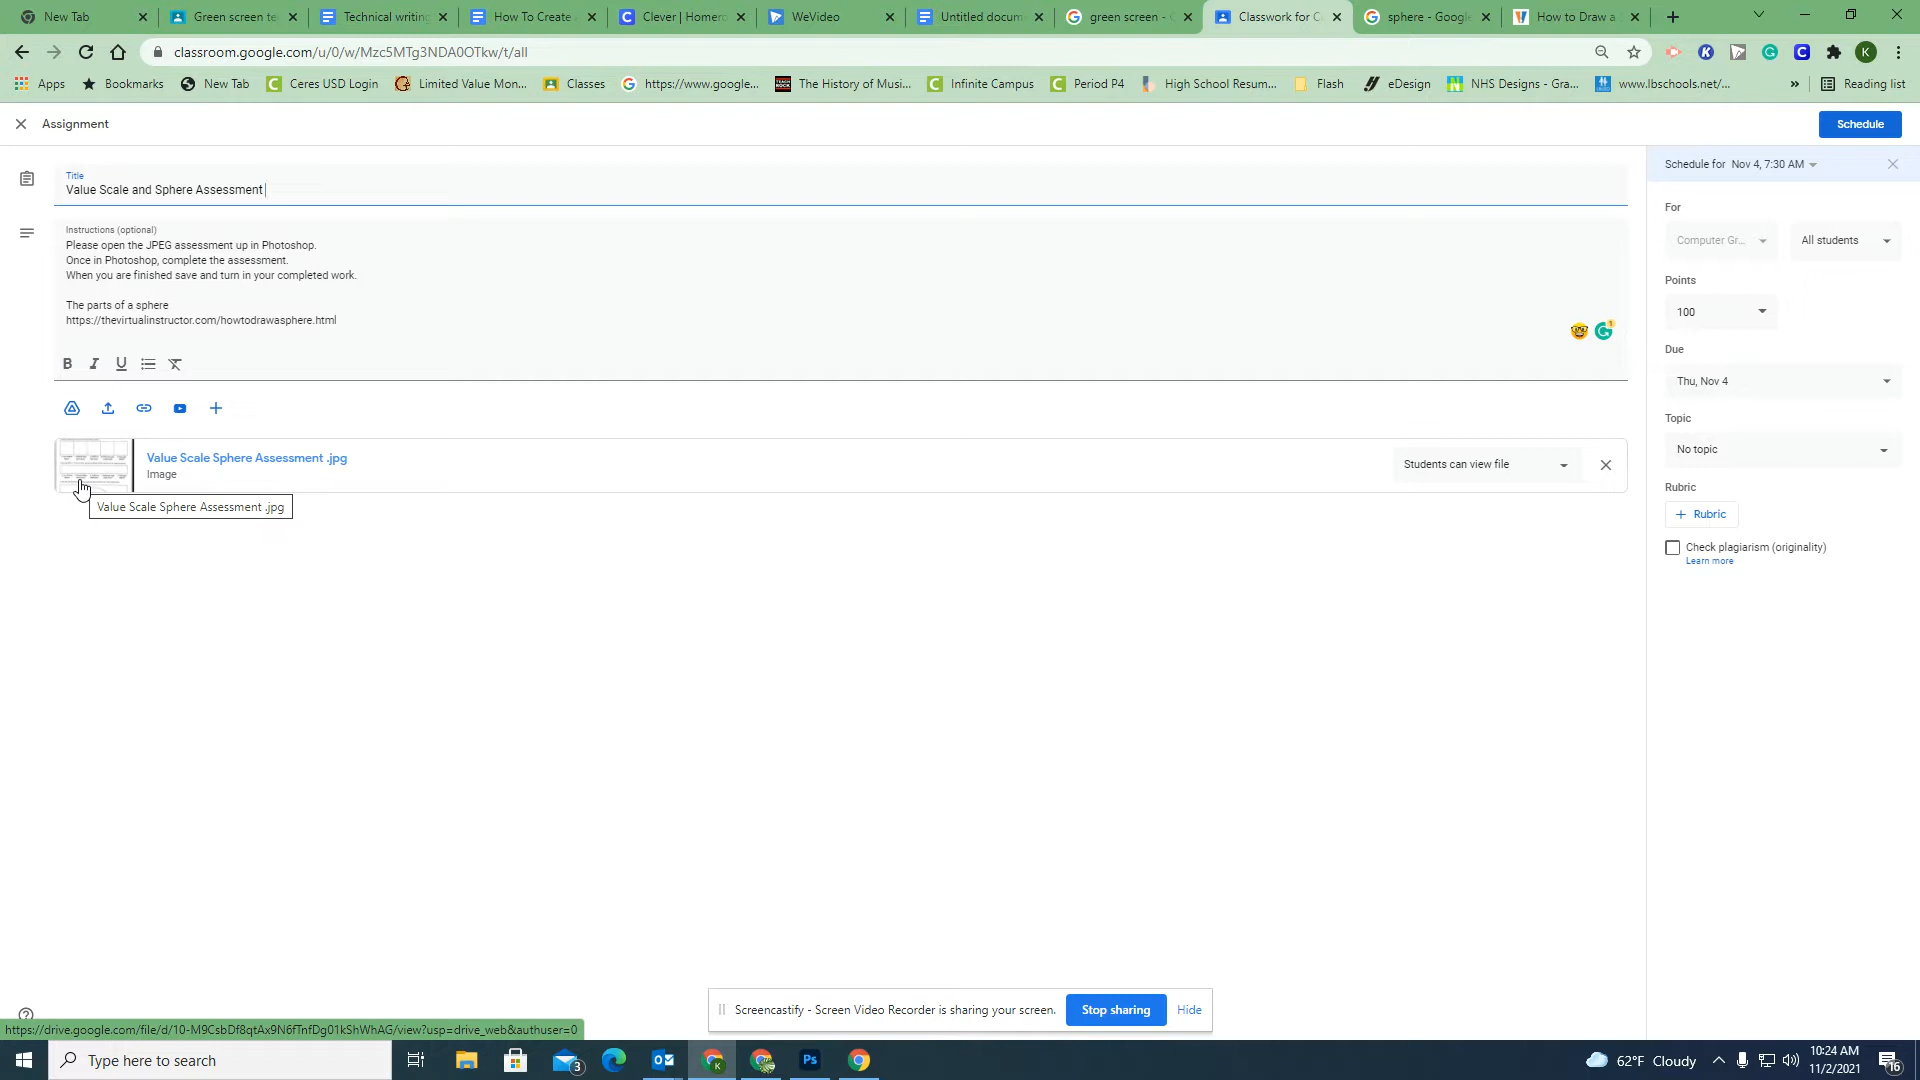 New Tab
Green screen te
Technical writing
How To Create
Clever | Homero
WeVideo
Untitled docum
green screen - G
Classwork for C
sphere - Google
How to Draw a
classroom.google.com/u/0/w/Mzc5MTg3NDA0OTkw/t/all
K
Apps
Bookmarks
New Tab
Ceres USD Login
Limited Value Mon...
Classes
https://www.google...
The History of Musi...
Infinite Campus
Period P4
High School Resum...
Flash
eDesign
NHS Designs - Gra...
www.lbschools.net/...
»
Reading list
Assignment
Schedule
Title
Value Scale and Sphere Assessment
Schedule for Nov 4, 7:30 AM
Instructions (optional)
Please open the JPEG assessment up in Photoshop.
Once in Photoshop, complete the assessment.
When you are finished save and turn in your completed work.
The parts of a sphere
https://thevirtualinstructor.com/howtodrawasphere.html
B I U
For
Computer Gr...
All students
Points
100
Due
Thu, Nov 4
Topic
No topic
Rubric
+ Rubric
Check plagiarism (originality)
Learn more
Value Scale Sphere Assessment .jpg
Image
Students can view file
Value Scale Sphere Assessment .jpg
Screencastify - Screen Video Recorder is sharing your screen.
Stop sharing
Hide
https://drive.google.com/file/d/10-M9CsbDf8qtAx9N6fTnfDg01kShWhAG/view?usp=drive_web&authuser=0
Type here to search
3
Ps
62°F Cloudy
10:24 AM
11/2/2021
16